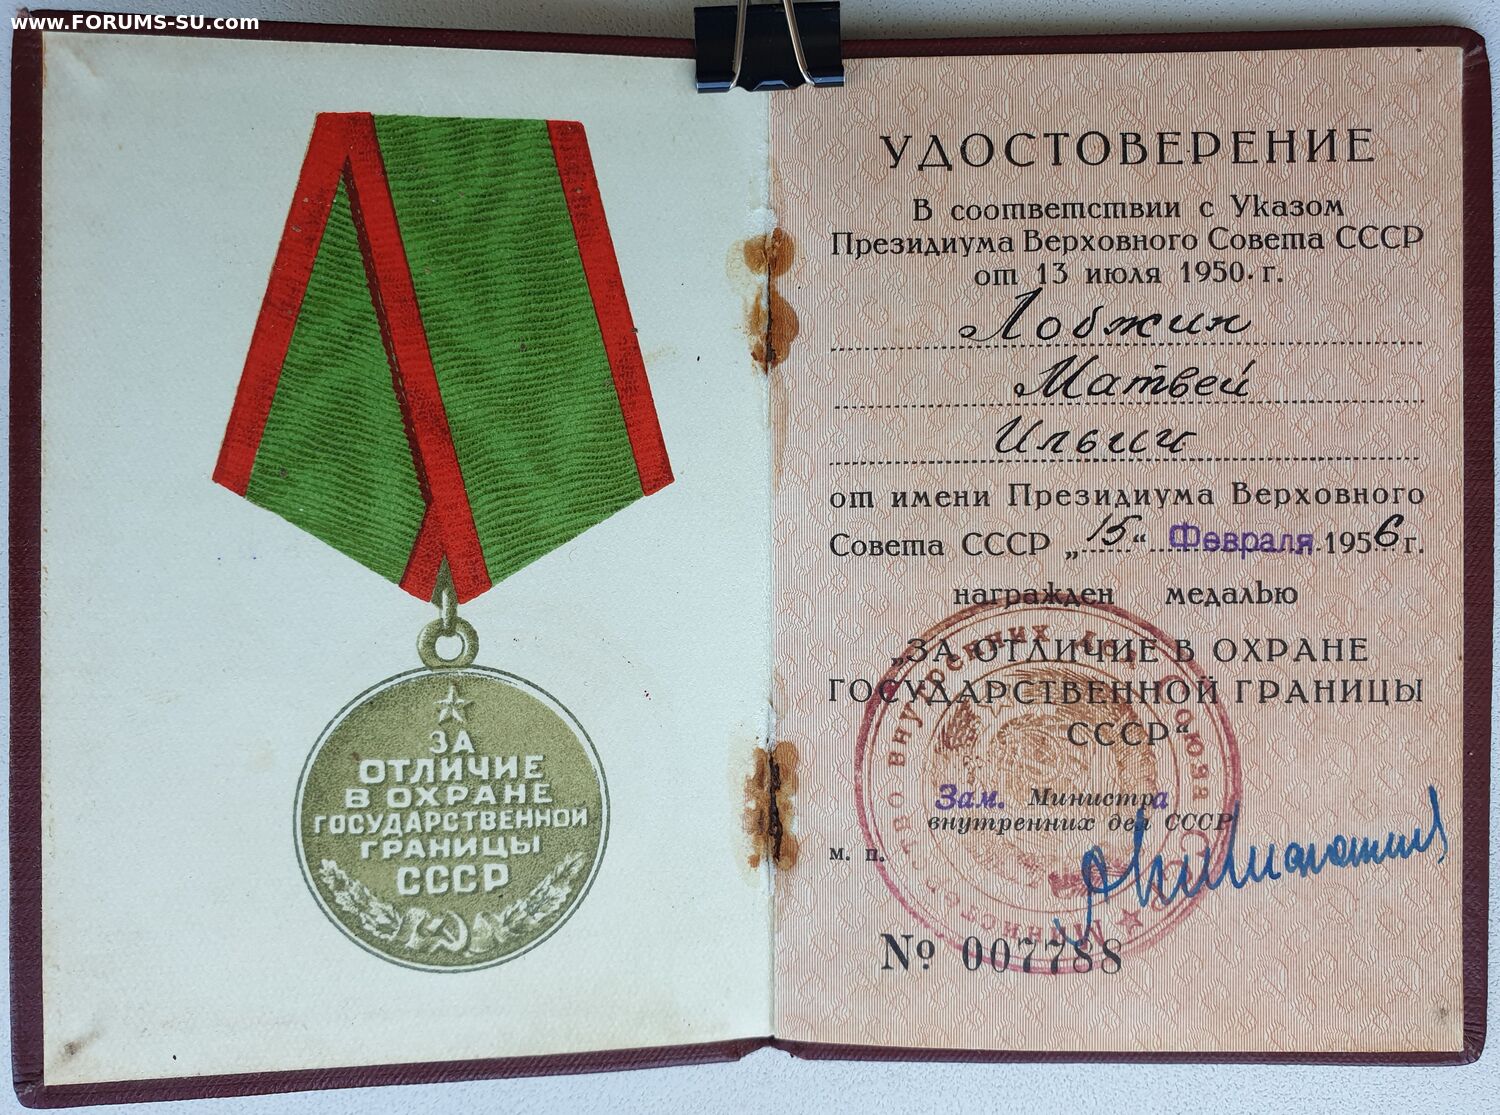 www.FORUMS-SU.com
ЗА
ОТЛИЧИЕ
В ОХРАНЕ
ГОСУДАРСТВЕННОЙ
ГРАНИЦЫ
СССР
УДОСТОВЕРЕНИЕ
В соответствии с Указом
Президиума Верховного Совета СССР
от 13 июля 1950 г.
Лобжин
Матвей
Ильич
от имени Президиума Верховного
Совета СССР „15“ Февраля 1956 г.
награжден медалью
„ЗА ОТЛИЧИЕ В ОХРАНЕ
ГОСУДАРСТВЕННОЙ ГРАНИЦЫ
СССР“
Зам. Министра
внутренних дел СССР
м. п.
№ 007788